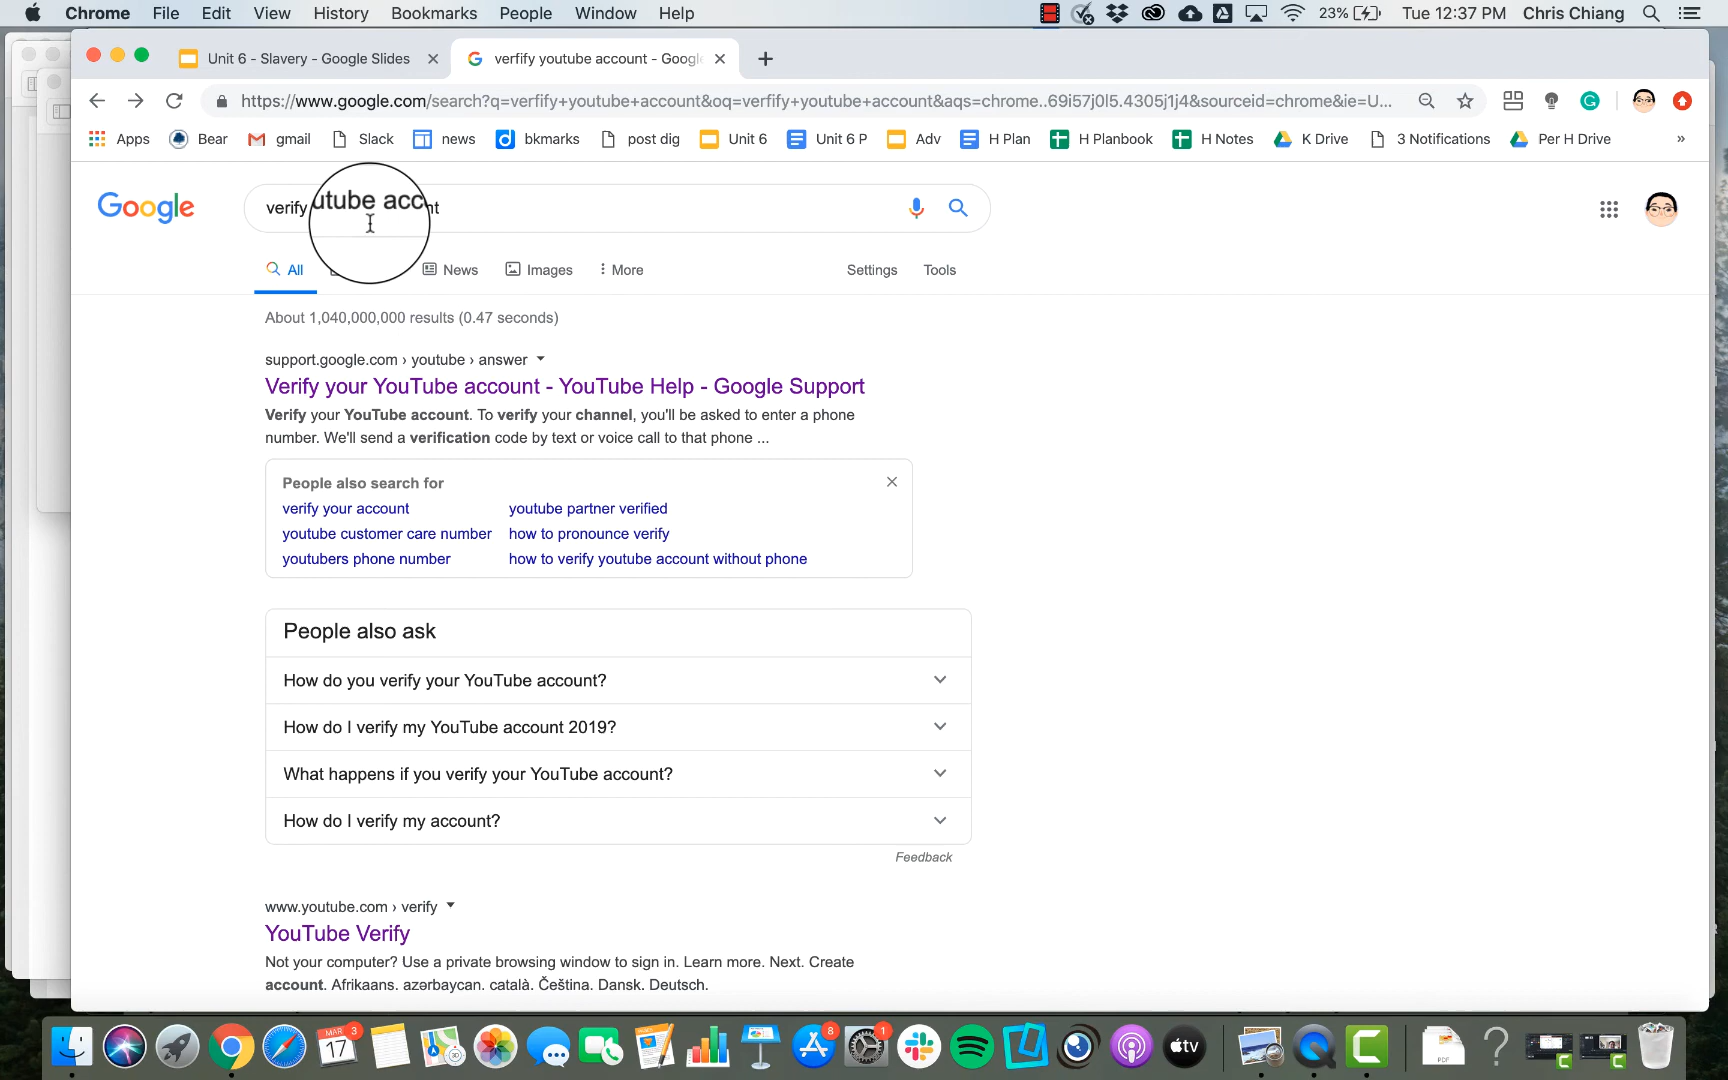 Chrome File Edit View History Bookmarks People Window Help 23% Tue 12:37 PM Chris Chiang
Unit 6 - Slavery - Google Slides verfify youtube account - Google
https://www.google.com/search?q=verfify+youtube+account&oq=verfify+youtube+account&aqs=chrome..69i57j0l5.4305j1j4&sourceid=chrome&ie=U...
Apps Bear gmail Slack news bkmarks post dig Unit 6 Unit 6 P Adv H Plan H Planbook H Notes K Drive 3 Notifications Per H Drive »
Google verify utube acc nt
All News Images More Settings Tools
About 1,040,000,000 results (0.47 seconds)
support.google.com › youtube › answer
Verify your YouTube account - YouTube Help - Google Support
Verify your YouTube account. To verify your channel, you'll be asked to enter a phone
number. We'll send a verification code by text or voice call to that phone ...
People also search for
verify your account youtube partner verified
youtube customer care number how to pronounce verify
youtubers phone number how to verify youtube account without phone
People also ask
How do you verify your YouTube account?
How do I verify my YouTube account 2019?
What happens if you verify your YouTube account?
How do I verify my account?
Feedback
www.youtube.com › verify
YouTube Verify
Not your computer? Use a private browsing window to sign in. Learn more. Next. Create
account. Afrikaans. azərbaycan. català. Čeština. Dansk. Deutsch.
MAR 17 3 3D 8 1 tv PDF